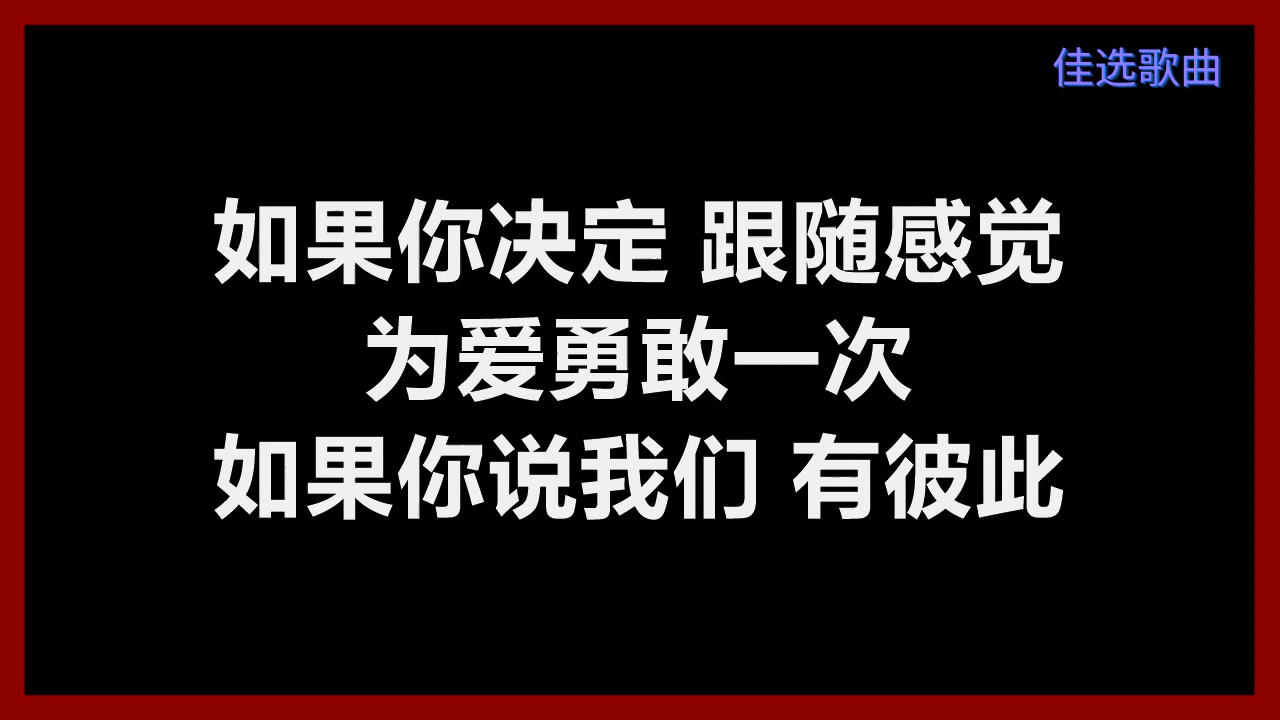 佳选歌曲
如果你决定 跟随感觉
为爱勇敢一次
如果你说我们 有彼此